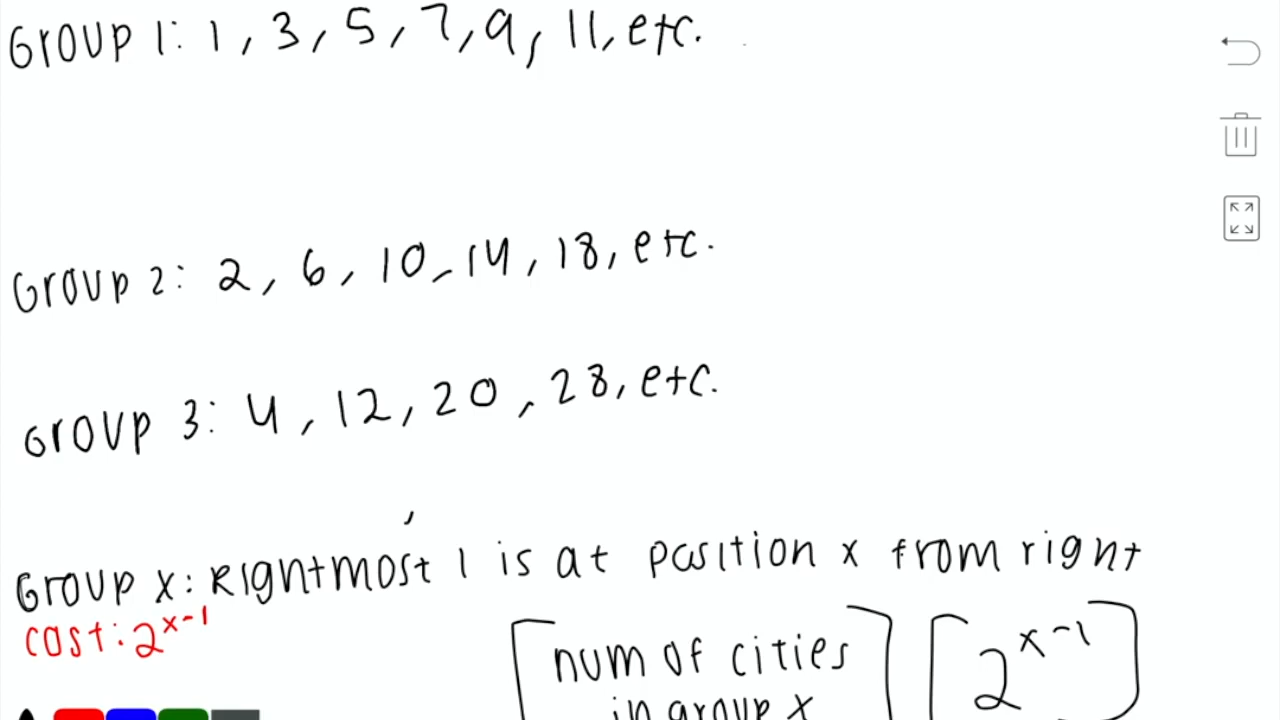 Group 1: 1, 3, 5, 7, 9, 11, etc.
Group 2: 2, 6, 10, 14, 18, etc.
Group 3: 4, 12, 20, 28, etc.
Group x: Rightmost 1 is at position x from right
cost: 2^{x-1}
[num of cities in group x] [2^{x-1}]